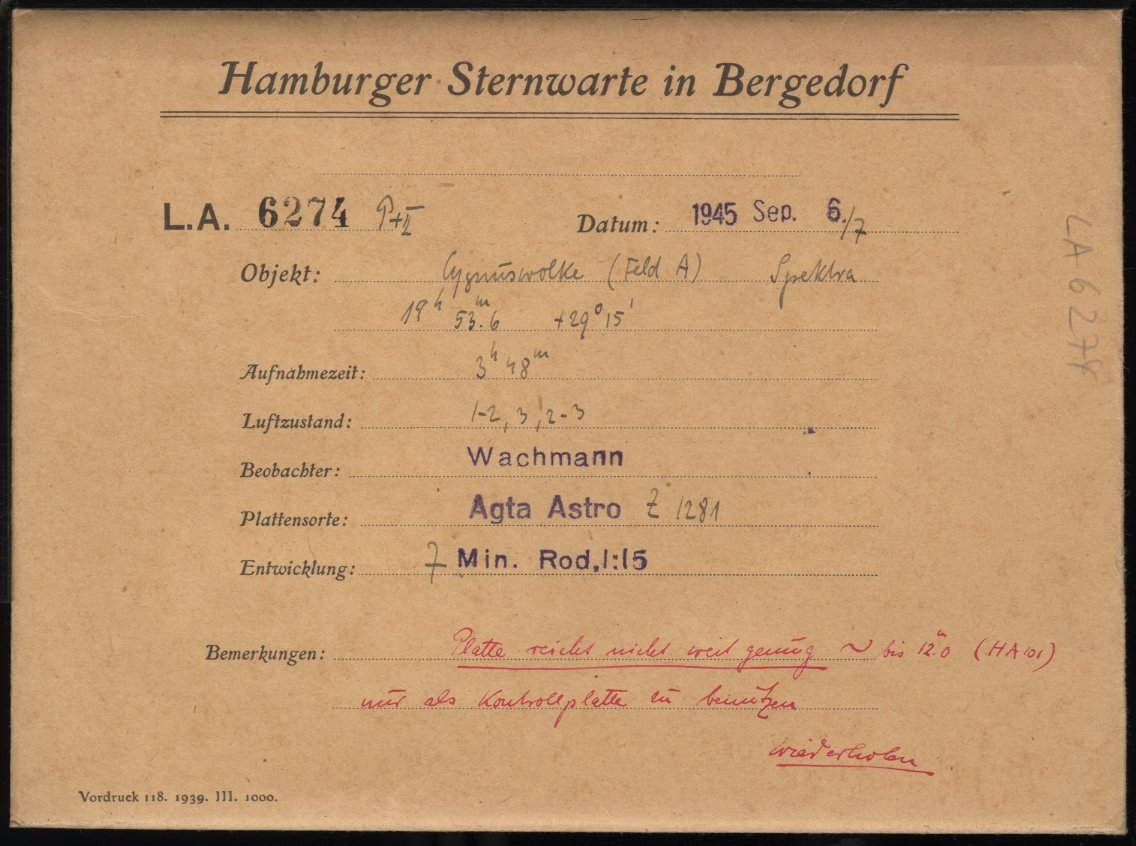 Hamburger Sternwarte in Bergedorf
L.A. 6274 P+II
Datum: 1945 Sep. 6./7
Objekt: Cygnuswolke (Feld A) Spektra
19h 53.m6 +29° 15'
Aufnahmezeit: 3h 48m
Luftzustand: 1-2, 3, 2-3
Beobachter: Wachmann
Plattensorte: Agfa Astro Z 1281
Entwicklung: 7 Min. Rod. 1:15
Bemerkungen: Platte reicht nicht weit genug ~ bis 12.m0 (HA 101)
nur als Kontrollplatte zu benützen
wiederholen.
Vordruck 118. 1939. III. 1000.
LA 6274